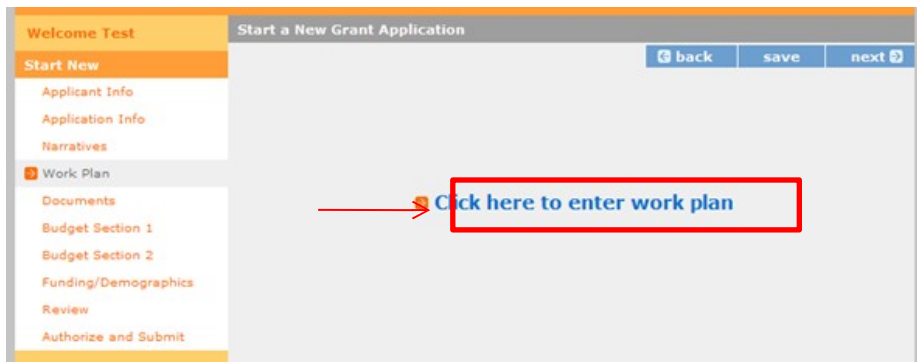 Welcome Test
Start a New Grant Application
Start New
back save next
Applicant Info
Application Info
Narratives
Work Plan
Click here to enter work plan
Documents
Budget Section 1
Budget Section 2
Funding/Demographics
Review
Authorize and Submit